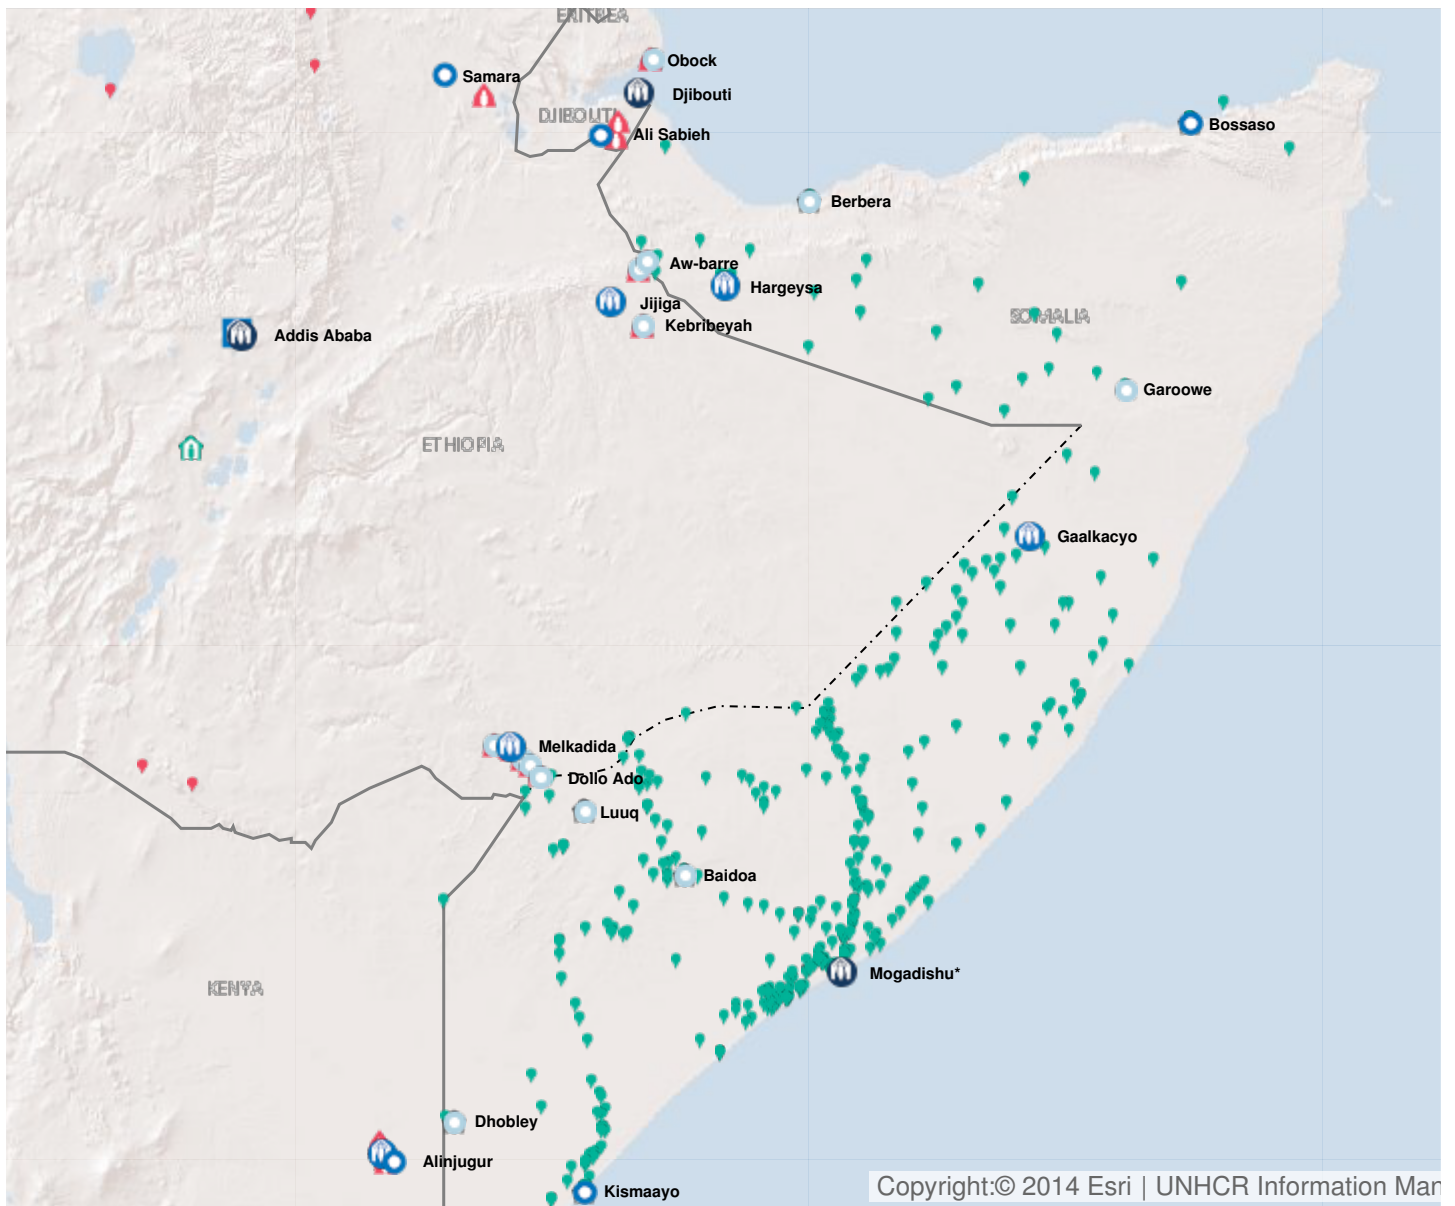 ERITREA
Obock
Samara
Djibouti
DJIBOUTI
Ali Sabieh
Bossaso
Berbera
Aw-barre
Hargeysa
Jijiga
SOMALIA
Kebribeyah
Addis Ababa
Garoowe
ETHIOPIA
Gaalkacyo
Melkadida
Dollo Ado
Luuq
Baidoa
Mogadishu*
KENYA
Dhobley
Alinjugur
Kismaayo
Copyright:© 2014 Esri | UNHCR Information Man